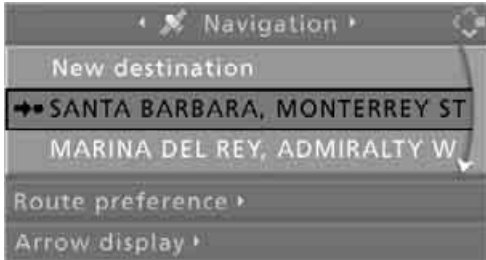 Navigation
New destination
SANTA BARBARA, MONTERREY ST
MARINA DEL REY, ADMIRALTY W
Route preference
Arrow display